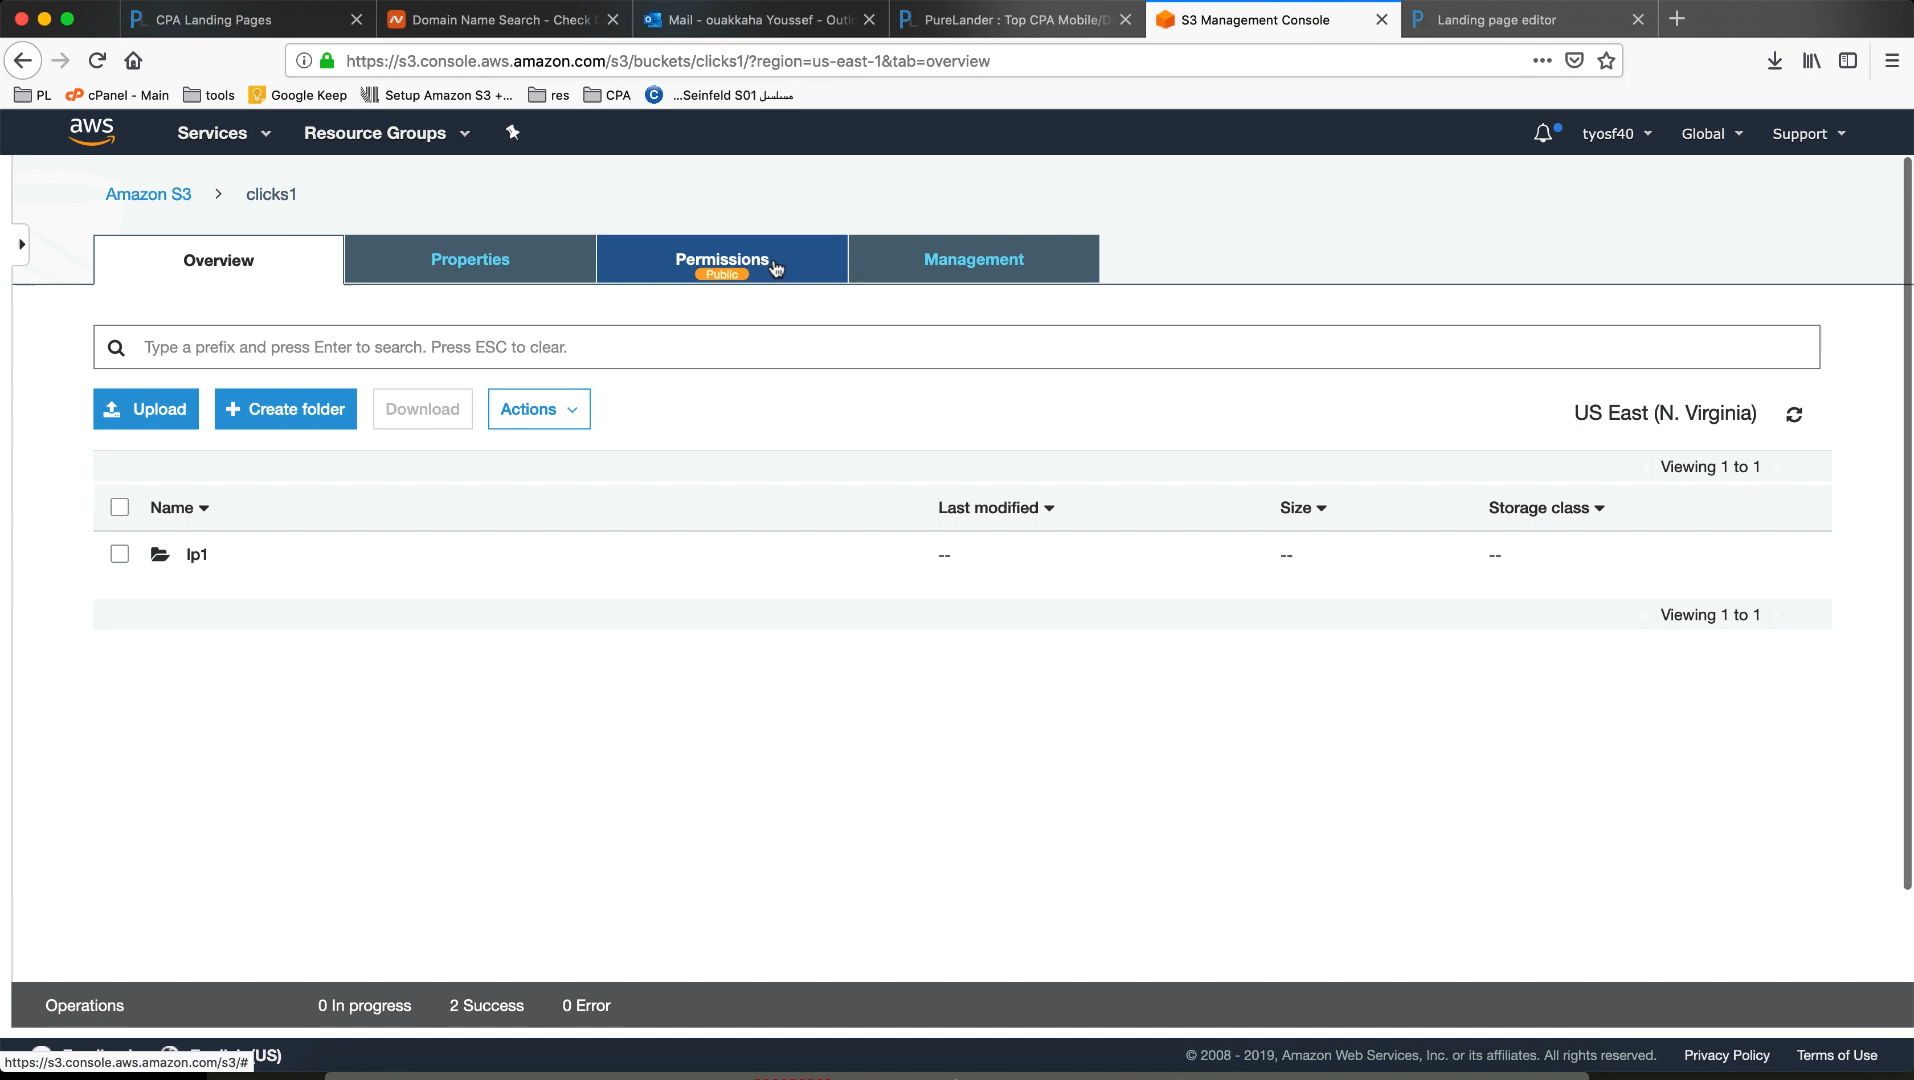 CPA Landing Pages
Domain Name Search - Check
Mail - ouakkaha Youssef - Outl
PureLander : Top CPA Mobile/D
S3 Management Console
Landing page editor
https://s3.console.aws.amazon.com/s3/buckets/clicks1/?region=us-east-1&tab=overview
PL
cPanel - Main
tools
Google Keep
Setup Amazon S3 +...
res
CPA
...Seinfeld S01 مسلسل
aws
Services
Resource Groups
tyosf40
Global
Support
Amazon S3 > clicks1
Overview
Properties
Permissions
Public
Management
Type a prefix and press Enter to search. Press ESC to clear.
Upload
Create folder
Download
Actions
US East (N. Virginia)
Viewing 1 to 1
Name
Last modified
Size
Storage class
lp1
--
--
--
Viewing 1 to 1
Operations
0 In progress
2 Success
0 Error
https://s3.console.aws.amazon.com/s3/#
(US)
© 2008 - 2019, Amazon Web Services, Inc. or its affiliates. All rights reserved.
Privacy Policy
Terms of Use